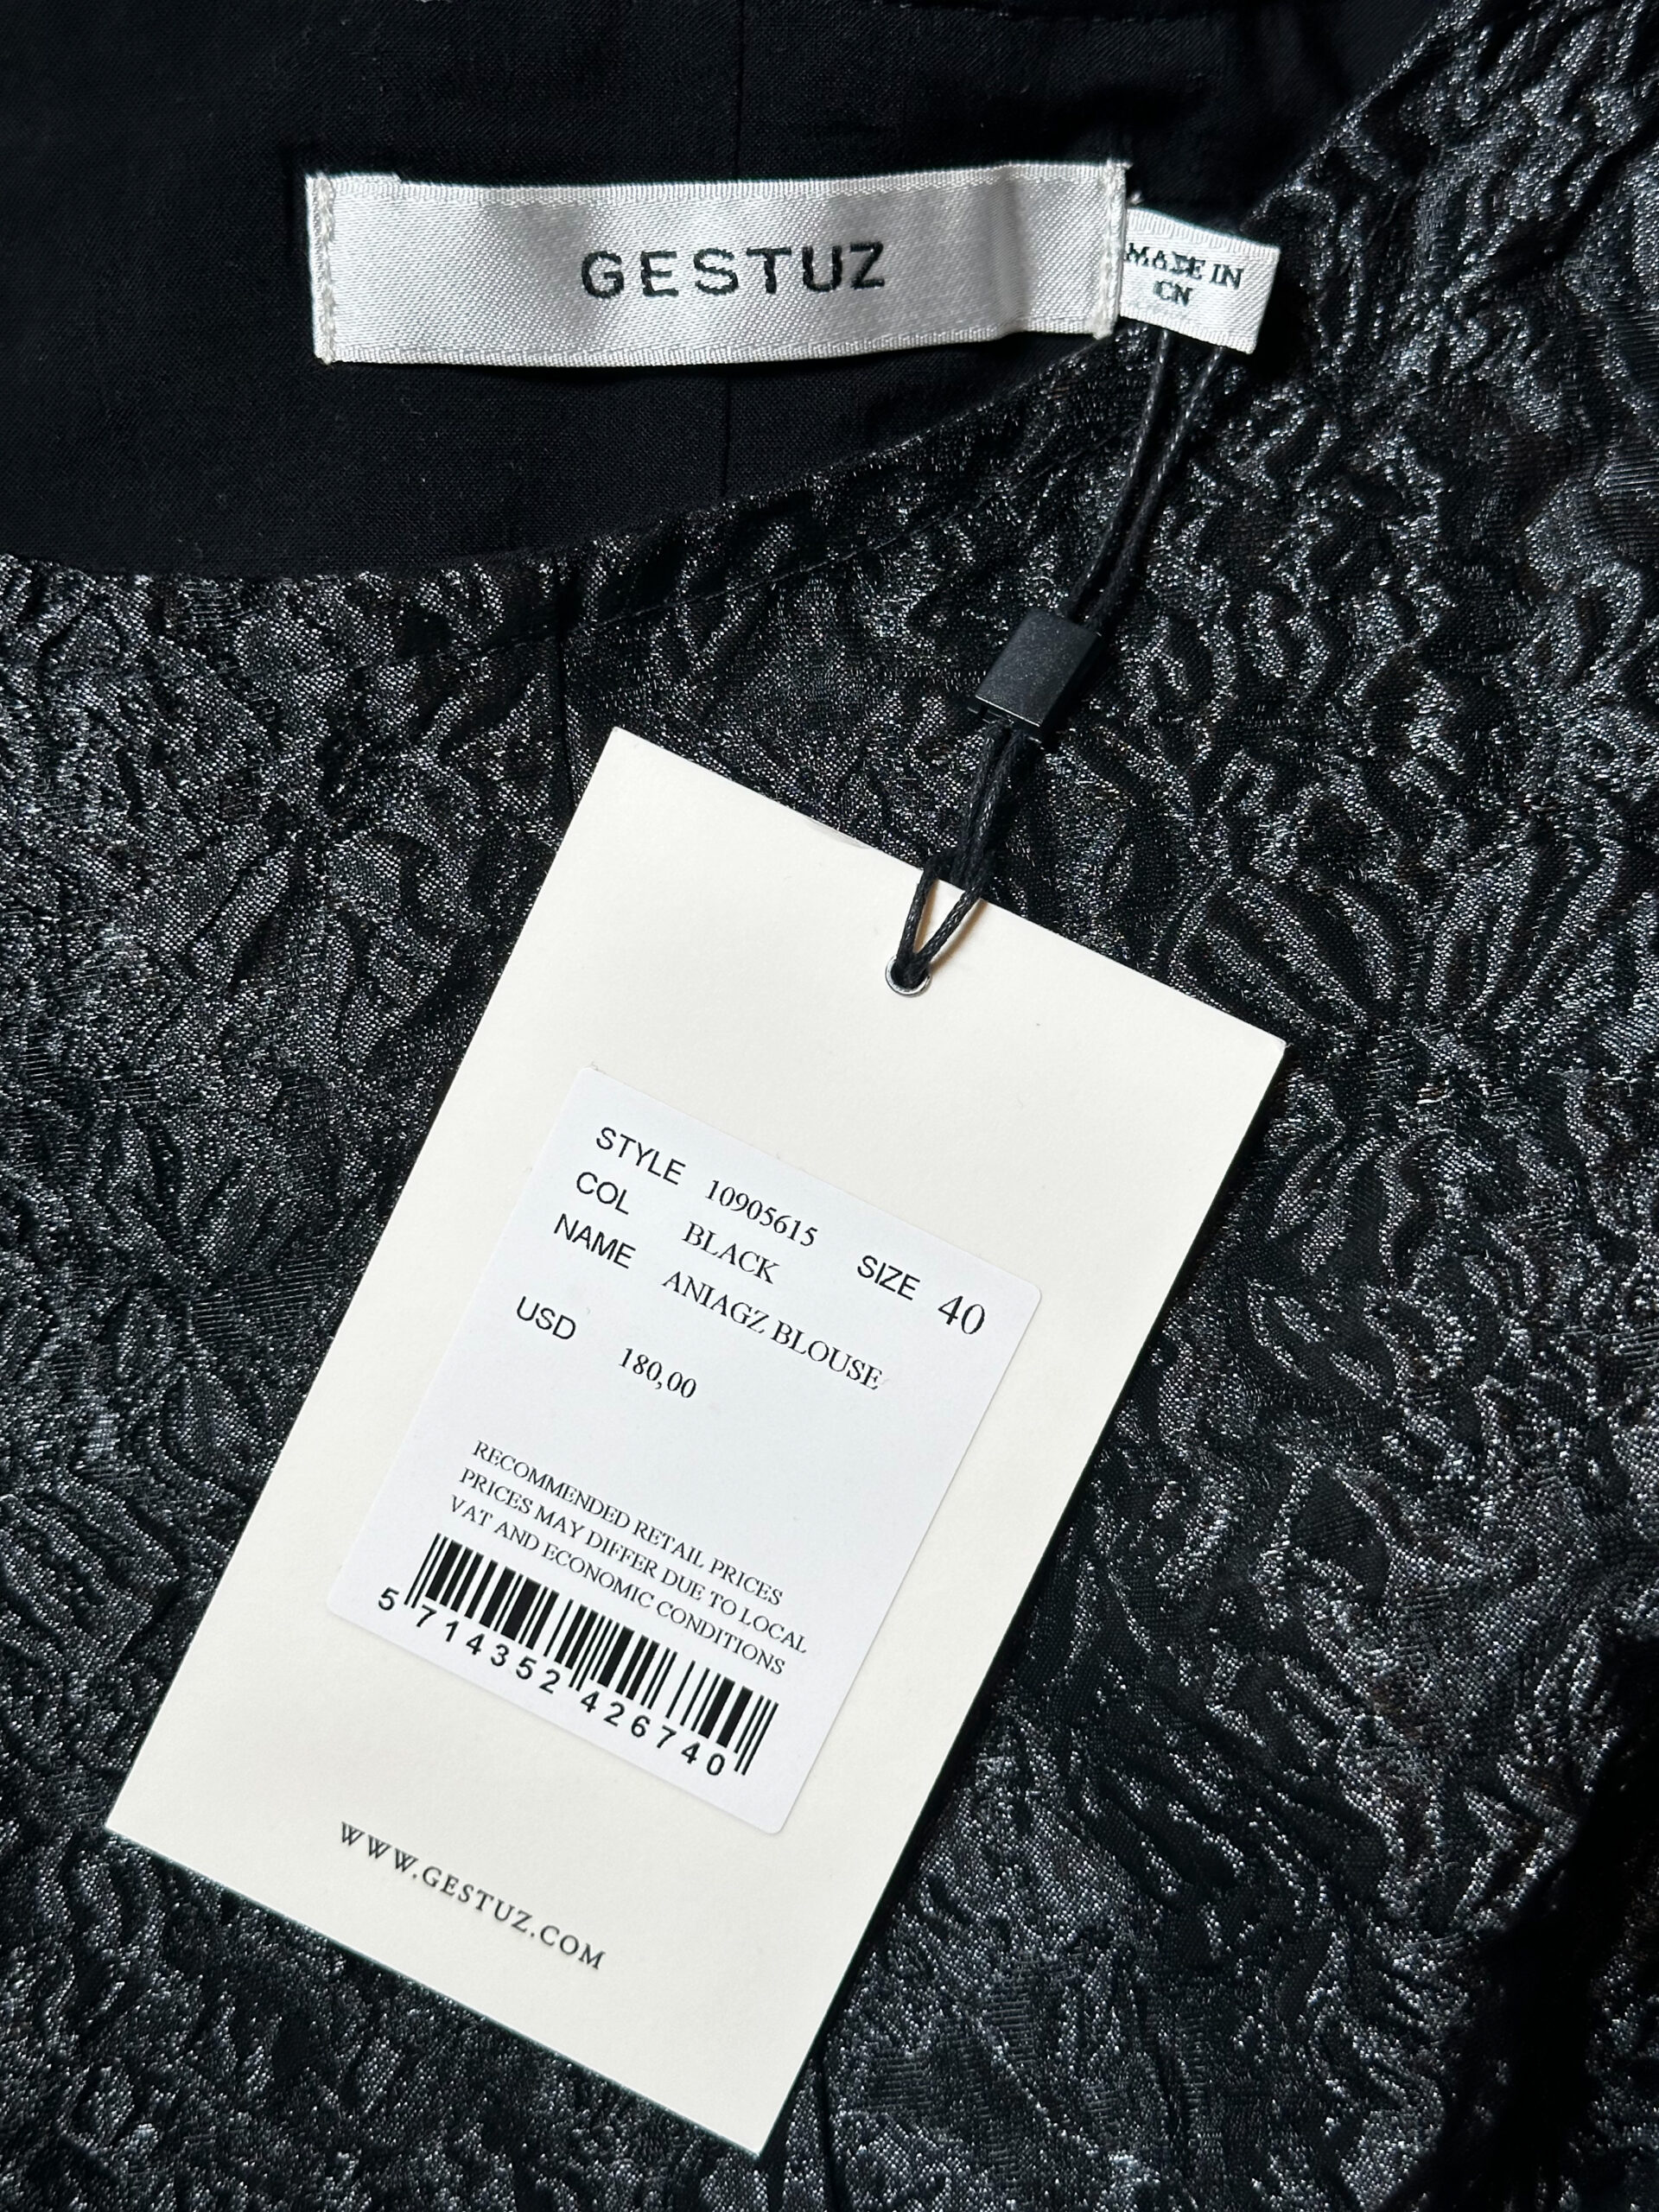 GESTUZ
MADE IN
CN
STYLE 10905615 SIZE 40
COL BLACK
NAME ANIAGZ BLOUSE
USD 180,00
RECOMMENDED RETAIL PRICES
PRICES MAY DIFFER DUE TO LOCAL
VAT AND ECONOMIC CONDITIONS
5 714352 426740
WWW.GESTUZ.COM